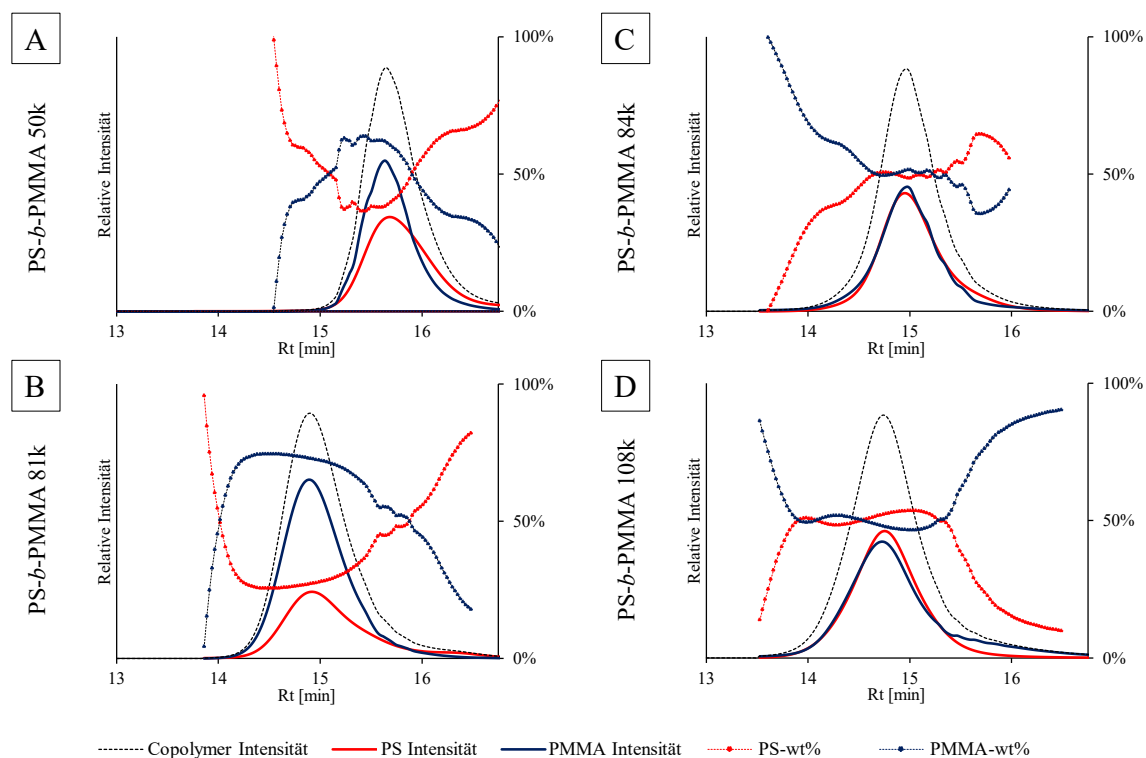 A
PS-b-PMMA 50k
Relative Intensität
100%
50%
0%
13 14 15 16
Rt [min]
C
PS-b-PMMA 84k
Relative Intensität
100%
50%
0%
13 14 15 16
Rt [min]
B
PS-b-PMMA 81k
Relative Intensität
100%
50%
0%
13 14 15 16
Rt [min]
D
PS-b-PMMA 108k
Relative Intensität
100%
50%
0%
13 14 15 16
Rt [min]
Copolymer Intensität PS Intensität PMMA Intensität PS-wt% PMMA-wt%